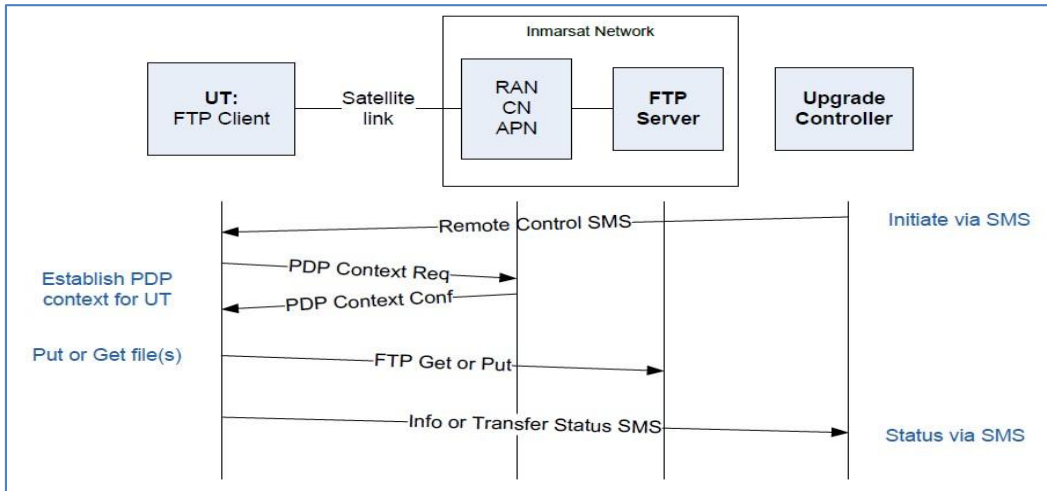 Inmarsat Network
UT:
FTP Client
Satellite
link
RAN
CN
APN
FTP
Server
Upgrade
Controller
Remote Control SMS
Initiate via SMS
PDP Context Req
Establish PDP
context for UT
PDP Context Conf
Put or Get file(s)
FTP Get or Put
Info or Transfer Status SMS
Status via SMS